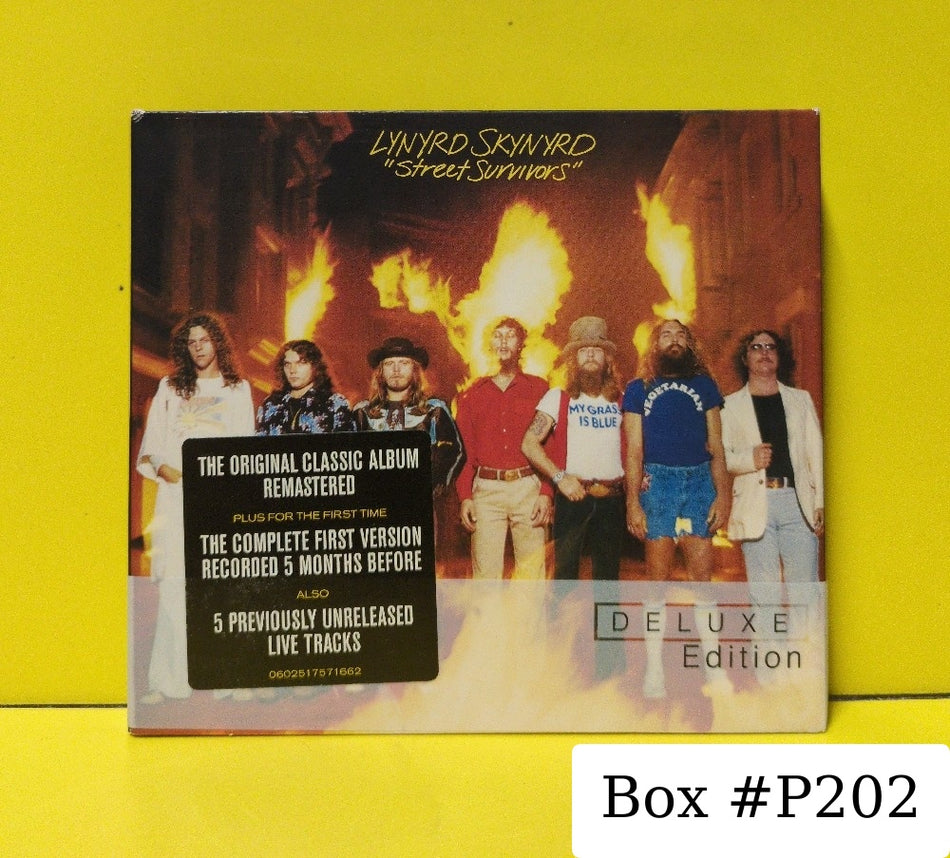 LYNYRD SKYNYRD
"Street Survivors"
MY GRASS
IS BLUE
VEGETARIAN
THE ORIGINAL CLASSIC ALBUM
REMASTERED
PLUS FOR THE FIRST TIME
THE COMPLETE FIRST VERSION
RECORDED 5 MONTHS BEFORE
ALSO
5 PREVIOUSLY UNRELEASED
LIVE TRACKS
0602517571662
DELUXE
Edition
Box #P202